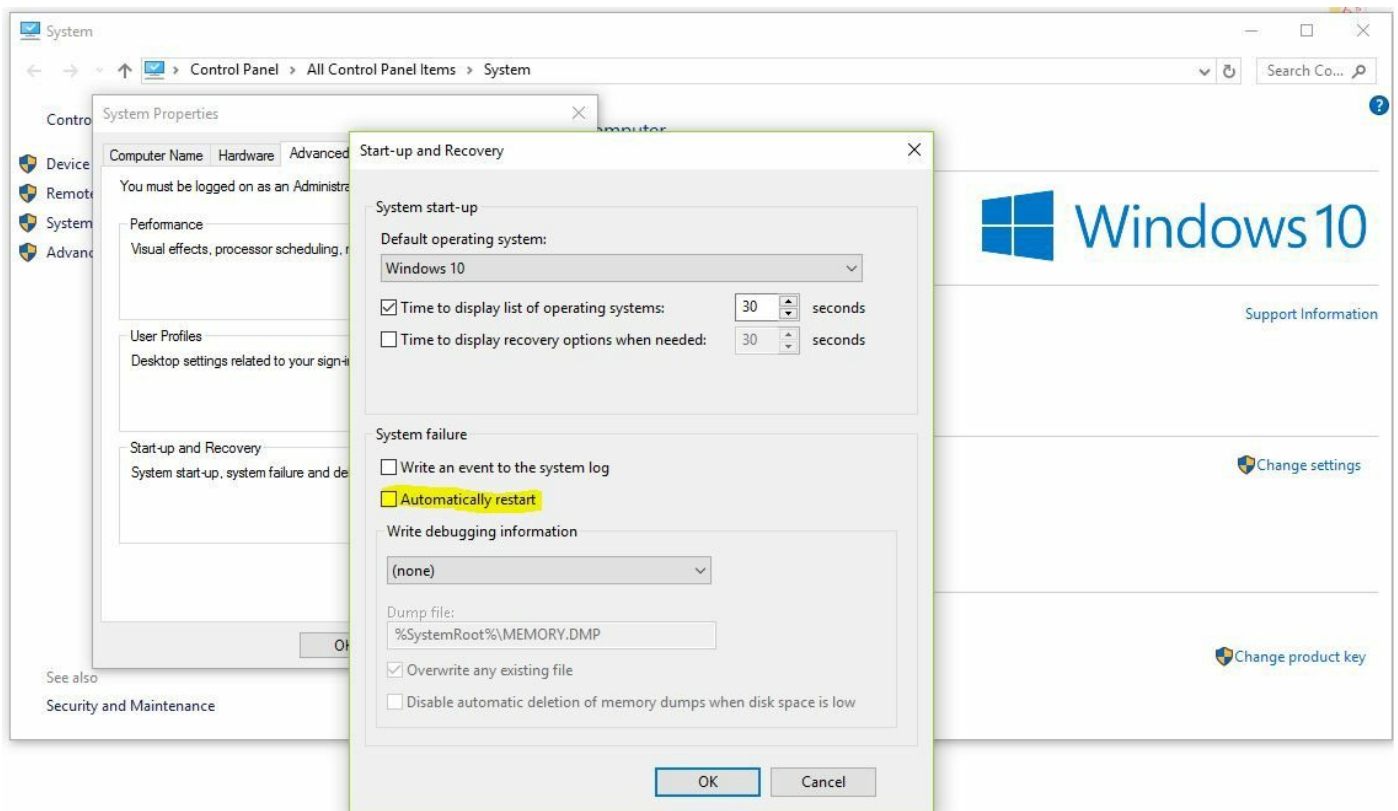 System
Control Panel > All Control Panel Items > System
Search Co...
Contro
System Properties
mputer
Start-up and Recovery
Computer Name Hardware Advanced
Device
You must be logged on as an Administra
Remote
System
Advanc
Performance
Visual effects, processor scheduling,
System start-up
Default operating system:
Windows 10
Time to display list of operating systems: 30 seconds
Time to display recovery options when needed: 30 seconds
Windows 10
Support Information
User Profiles
Desktop settings related to your sign-i
System failure
Write an event to the system log
Automatically restart
Start-up and Recovery
System start-up, system failure and de
Change settings
Write debugging information
(none)
Dump file:
%SystemRoot%\MEMORY.DMP
Overwrite any existing file
Disable automatic deletion of memory dumps when disk space is low
Change product key
See also
Security and Maintenance
OK Cancel